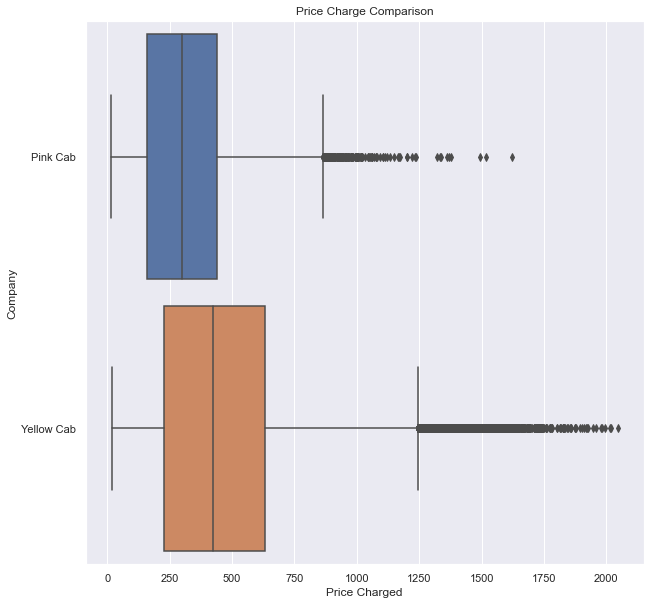 Price Charge Comparison
Pink Cab
Company
Yellow Cab
0 250 500 750 1000 1250 1500 1750 2000
Price Charged